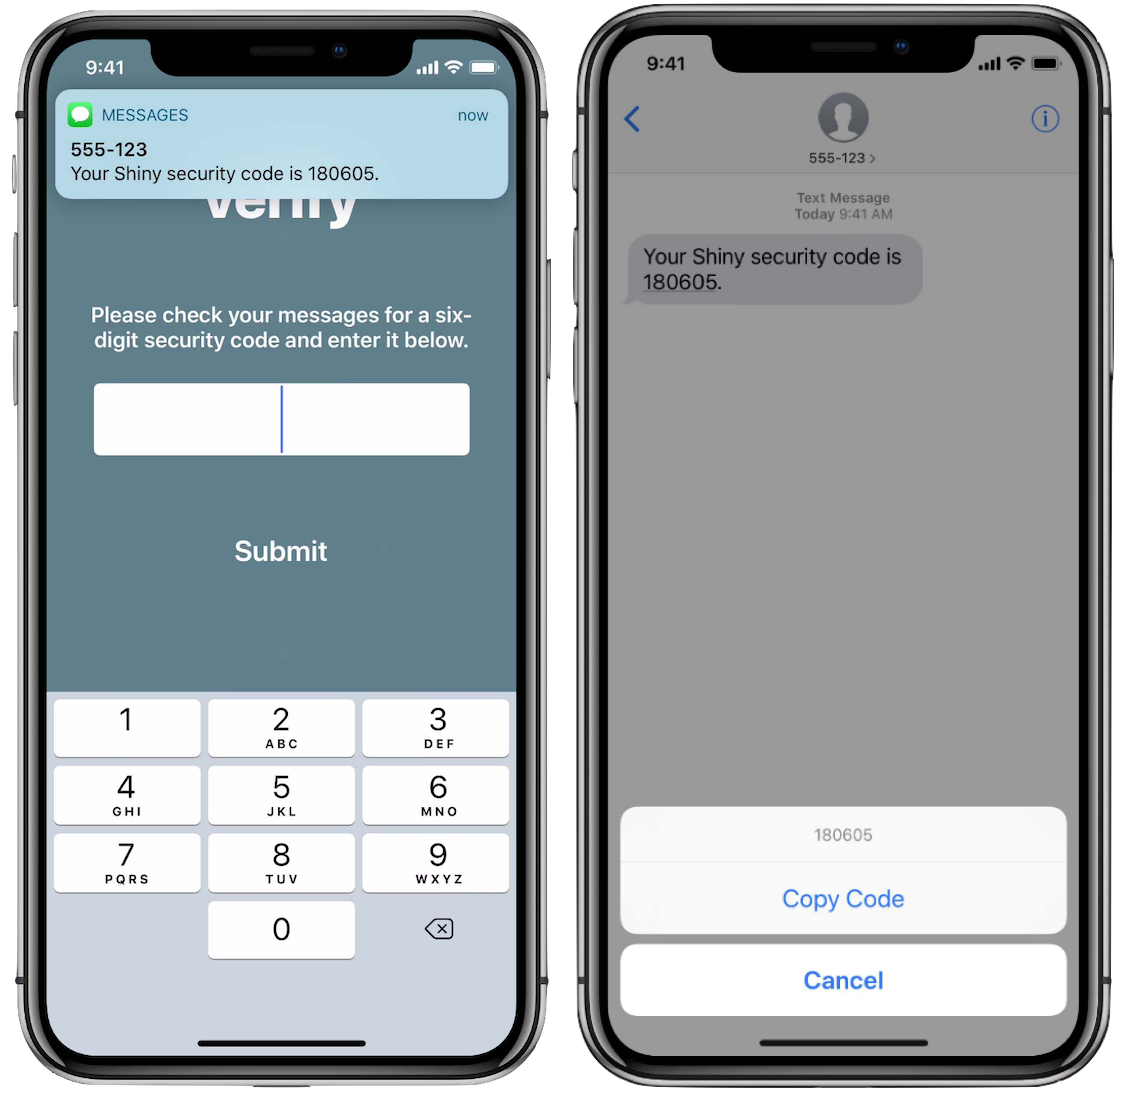 9:41
MESSAGES
now
555-123
Your Shiny security code is 180605.
Verify
Please check your messages for a six-
digit security code and enter it below.
Submit
1
2
ABC
3
DEF
4
GHI
5
JKL
6
MNO
7
PQRS
8
TUV
9
WXYZ
0
9:41
555-123
Text Message
Today 9:41 AM
Your Shiny security code is
180605.
180605
Copy Code
Cancel